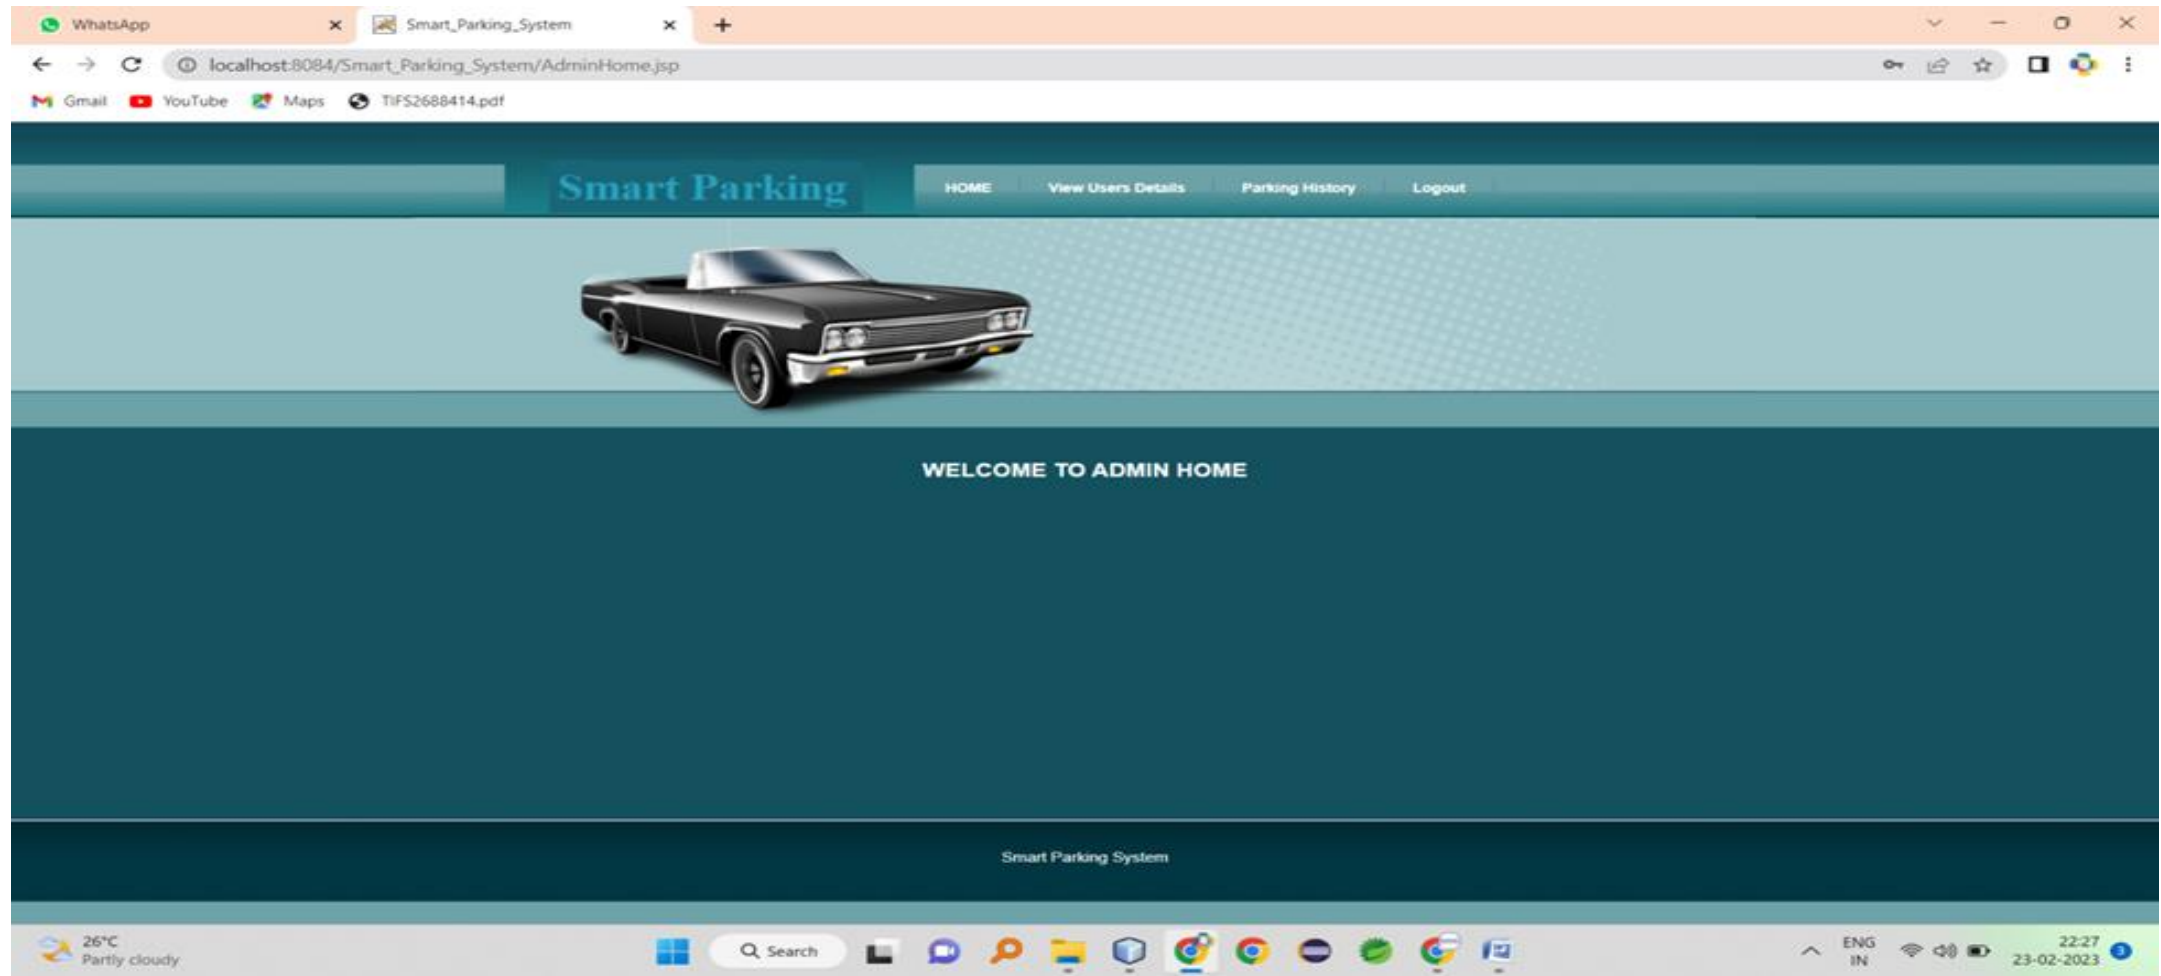 WhatsApp
Smart_Parking_System
localhost:8084/Smart_Parking_System/AdminHome.jsp
Gmail YouTube Maps TIFS2688414.pdf
Smart Parking
HOME View Users Details Parking History Logout
WELCOME TO ADMIN HOME
Smart Parking System
26°C
Partly cloudy
Search
ENG
IN
22:27
23-02-2023
3